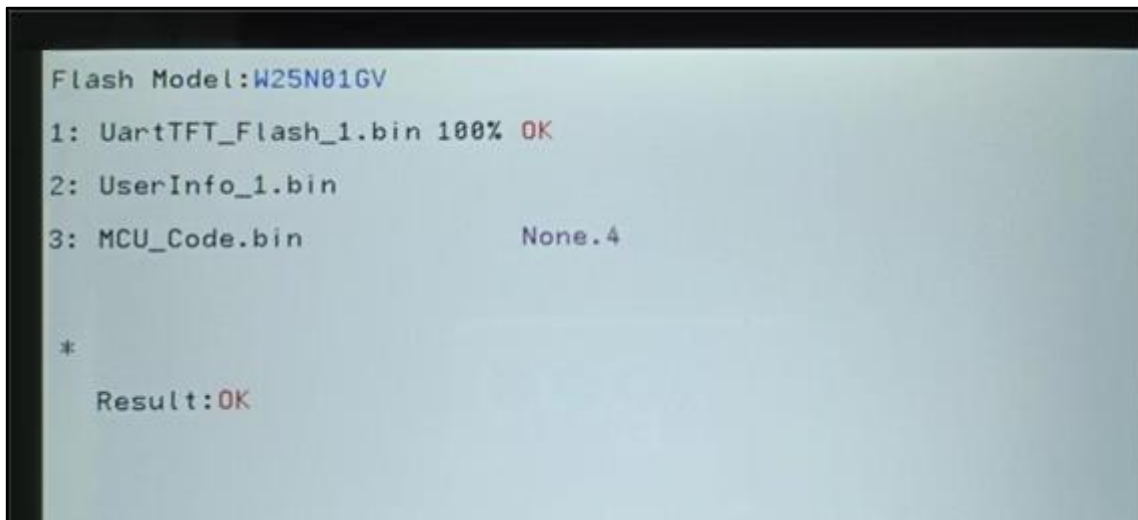 Flash Model:W25N01GV
1: UartTFT_Flash_1.bin 100% OK
2: UserInfo_1.bin
3: MCU_Code.bin None.4
*
Result:OK